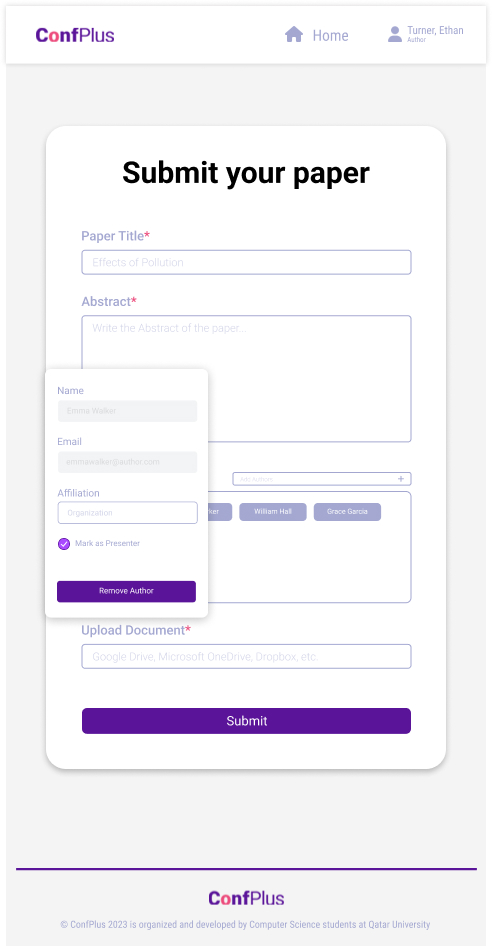 ConfPlus
Home
Turner, Ethan
Author
Submit your paper
Paper Title*
Effects of Pollution
Abstract*
Write the Abstract of the paper...
Name
Emma Walker
Email
emmawalker@author.com
Affiliation
Organization
Mark as Presenter
Remove Author
Add Authors +
ker
William Hall
Grace Garcia
Upload Document*
Google Drive, Microsoft OneDrive, Dropbox, etc.
Submit
ConfPlus
© ConfPlus 2023 is organized and developed by Computer Science students at Qatar University